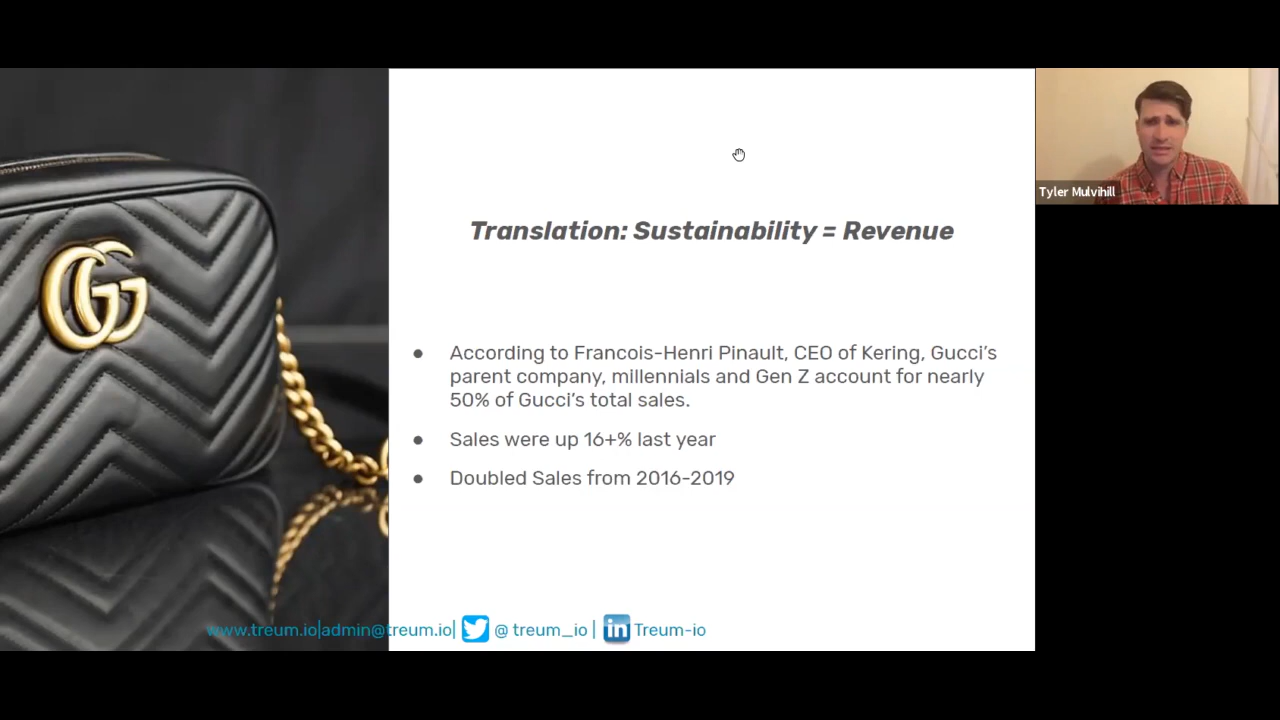 Translation: Sustainability = Revenue
● According to Francois-Henri Pinault, CEO of Kering, Gucci's
parent company, millennials and Gen Z account for nearly
50% of Gucci's total sales.
● Sales were up 16+% last year
● Doubled Sales from 2016-2019
www.treum.io|admin@treum.io| @ treum_io | in Treum-io
Tyler Mulvihill